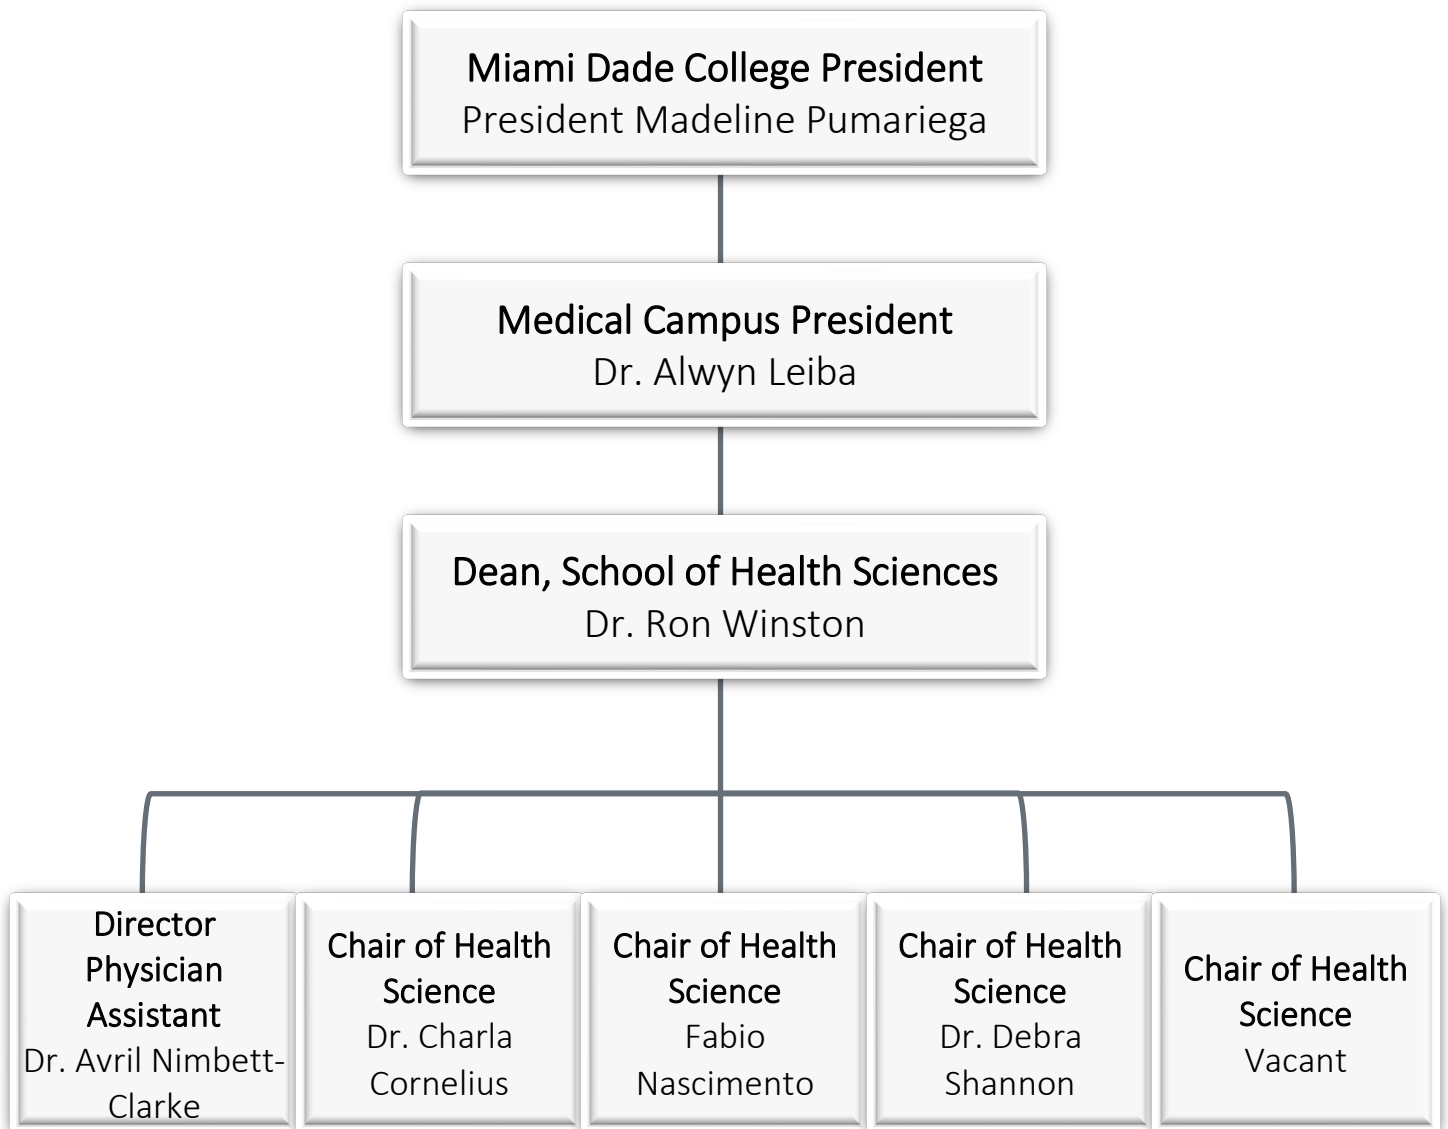 Miami Dade College President
President Madeline Pumariega
Medical Campus President
Dr. Alwyn Leiba
Dean, School of Health Sciences
Dr. Ron Winston
Director
Physician
Assistant
Dr. Avril Nimbett-
Clarke
Chair of Health
Science
Dr. Charla
Cornelius
Chair of Health
Science
Fabio
Nascimento
Chair of Health
Science
Dr. Debra
Shannon
Chair of Health
Science
Vacant